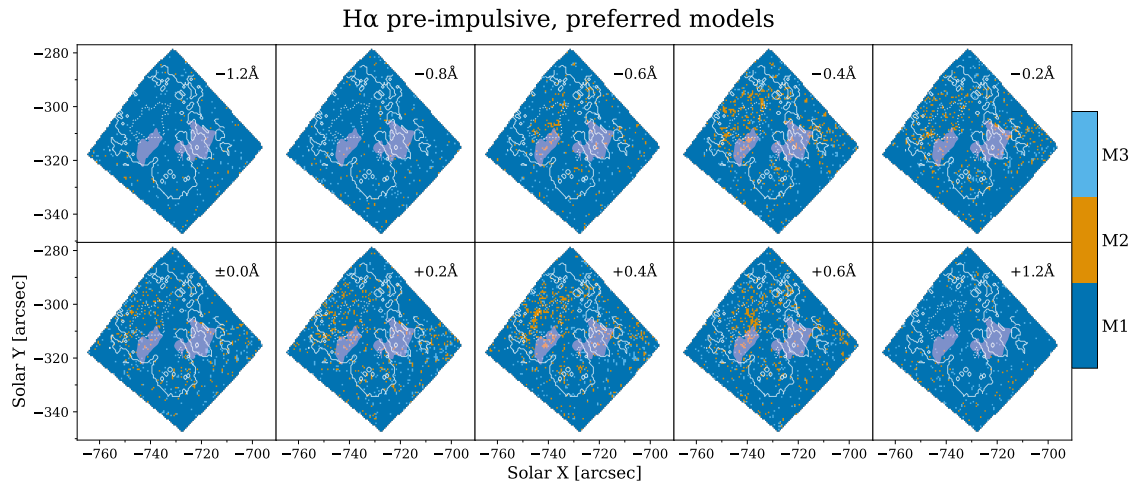 Hα pre-impulsive, preferred models
−1.2Å
−0.8Å
−0.6Å
−0.4Å
−0.2Å
±0.0Å
+0.2Å
+0.4Å
+0.6Å
+1.2Å
−280
−300
−320
−340
−280
−300
−320
−340
Solar Y [arcsec]
−760 −740 −720 −700
−760 −740 −720 −700
−760 −740 −720 −700
−760 −740 −720 −700
−760 −740 −720 −700
Solar X [arcsec]
M3
M2
M1